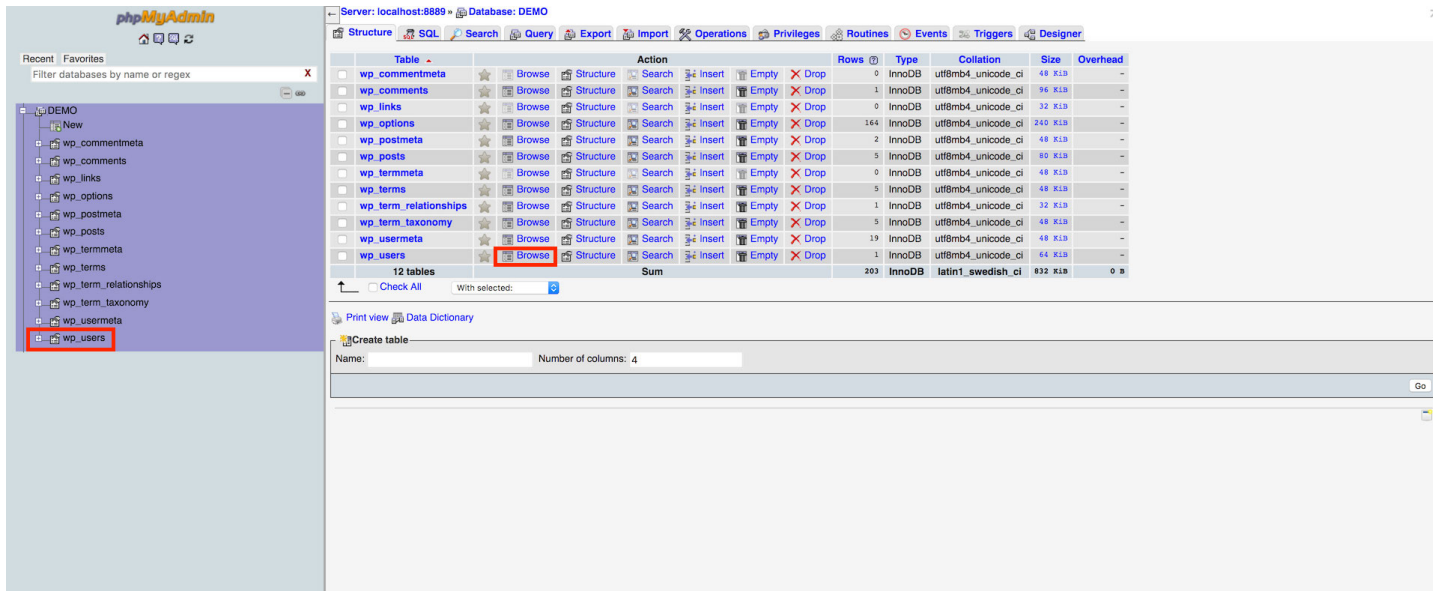 phpMyAdmin
Recent Favorites
Filter databases by name or regex X
DEMO
New
wp_commentmeta
wp_comments
wp_links
wp_options
wp_postmeta
wp_posts
wp_termmeta
wp_terms
wp_term_relationships
wp_term_taxonomy
wp_usermeta
wp_users
Server: localhost:8889 » Database: DEMO
Structure SQL Search Query Export Import Operations Privileges Routines Events Triggers Designer
Table Action Rows Type Collation Size Overhead
wp_commentmeta Browse Structure Search Insert Empty Drop 0 InnoDB utf8mb4_unicode_ci 48 KiB -
wp_comments Browse Structure Search Insert Empty Drop 1 InnoDB utf8mb4_unicode_ci 96 KiB -
wp_links Browse Structure Search Insert Empty Drop 0 InnoDB utf8mb4_unicode_ci 32 KiB -
wp_options Browse Structure Search Insert Empty Drop 164 InnoDB utf8mb4_unicode_ci 240 KiB -
wp_postmeta Browse Structure Search Insert Empty Drop 2 InnoDB utf8mb4_unicode_ci 48 KiB -
wp_posts Browse Structure Search Insert Empty Drop 5 InnoDB utf8mb4_unicode_ci 80 KiB -
wp_termmeta Browse Structure Search Insert Empty Drop 0 InnoDB utf8mb4_unicode_ci 48 KiB -
wp_terms Browse Structure Search Insert Empty Drop 5 InnoDB utf8mb4_unicode_ci 48 KiB -
wp_term_relationships Browse Structure Search Insert Empty Drop 1 InnoDB utf8mb4_unicode_ci 32 KiB -
wp_term_taxonomy Browse Structure Search Insert Empty Drop 5 InnoDB utf8mb4_unicode_ci 48 KiB -
wp_usermeta Browse Structure Search Insert Empty Drop 19 InnoDB utf8mb4_unicode_ci 48 KiB -
wp_users Browse Structure Search Insert Empty Drop 1 InnoDB utf8mb4_unicode_ci 64 KiB -
12 tables Sum 203 InnoDB latin1_swedish_ci 832 KiB 0 B
Check All With selected:
Print view Data Dictionary
Create table
Name: Number of columns: 4
Go